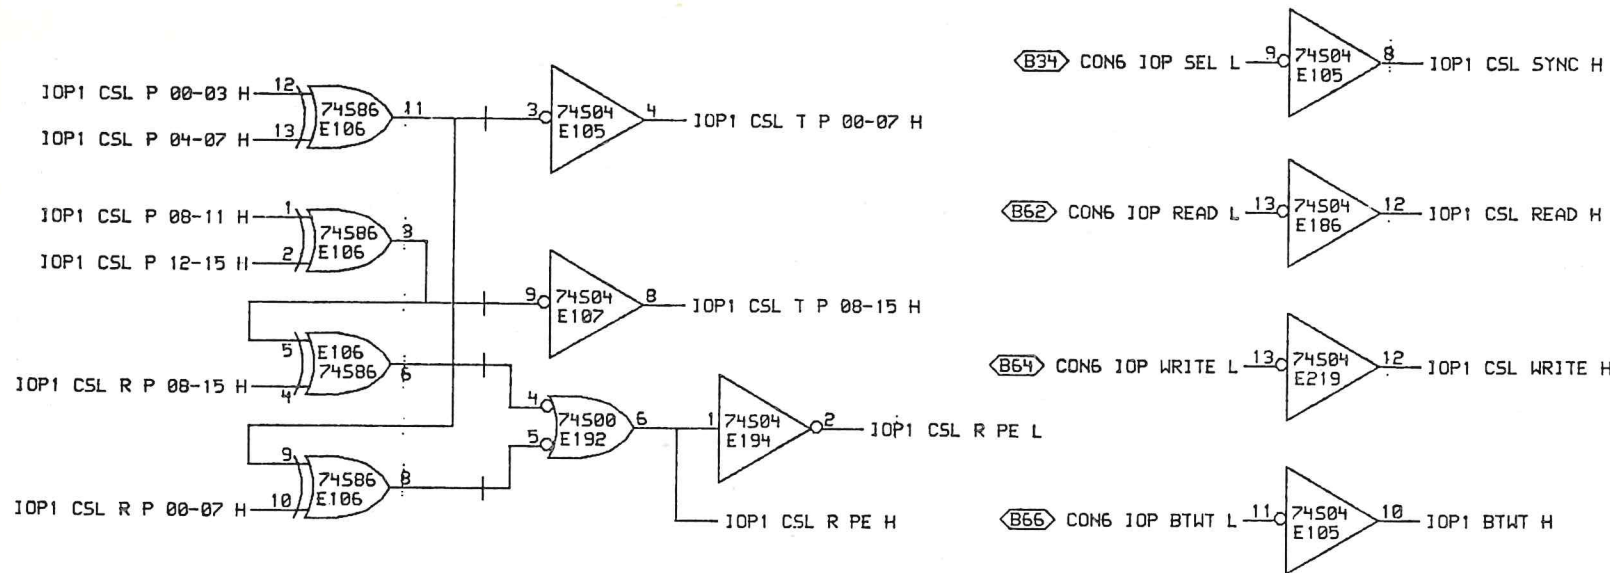 IOP1 CSL P 00-03 H 12
74S86
E106
11
IOP1 CSL P 04-07 H 13
3 74S04 4
E105
IOP1 CSL T P 00-07 H
IOP1 CSL P 08-11 H 1
74S86
E106
3
IOP1 CSL P 12-15 H 2
9 74S04 8
E107
IOP1 CSL T P 08-15 H
5
E106
74S86
6
IOP1 CSL R P 08-15 H 4
4
74S00 6
E192
5
1 74S04 2
E194
IOP1 CSL R PE L
9
74S86 8
E106
IOP1 CSL R P 00-07 H 10
IOP1 CSL R PE H
B34 CON6 IOP SEL L 9 74S04 8 IOP1 CSL SYNC H
E105
B62 CON6 IOP READ L 13 74S04 12 IOP1 CSL READ H
E186
B64 CON6 IOP WRITE L 13 74S04 12 IOP1 CSL WRITE H
E219
B66 CON6 IOP BTWT L 11 74S04 10 IOP1 BTWT H
E105